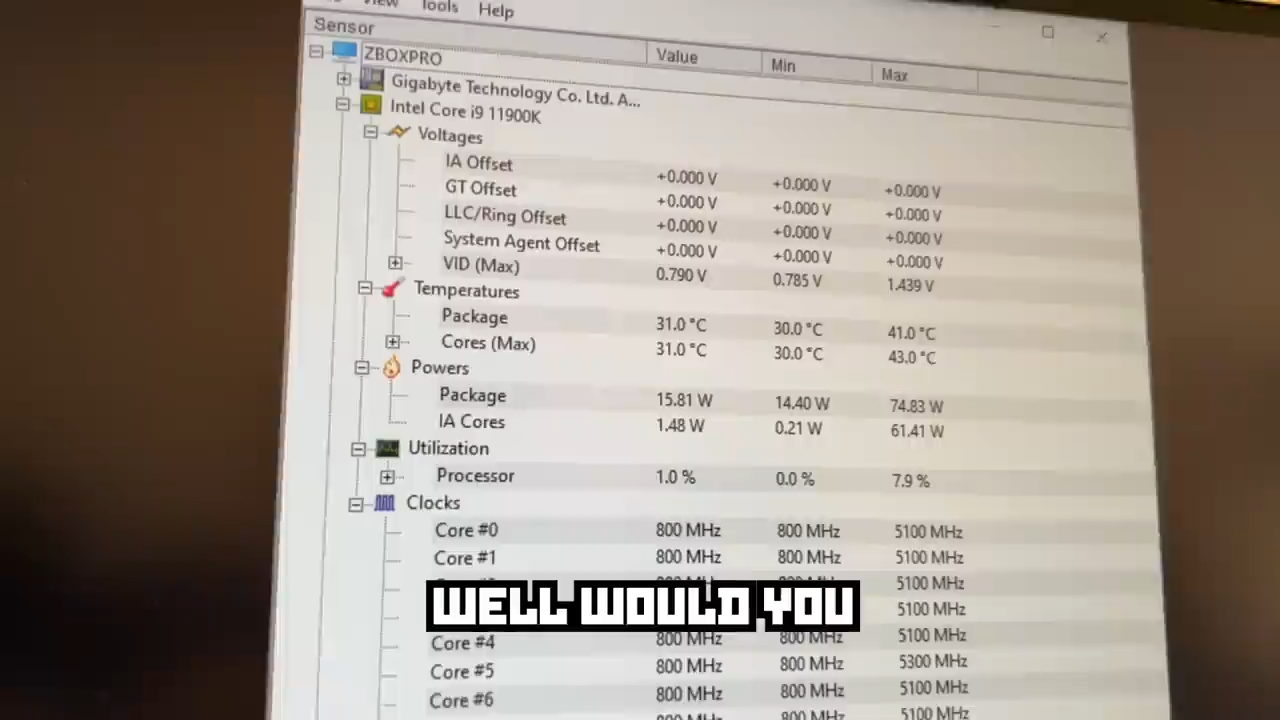 View Tools Help
Sensor Value Min Max
ZBOXPRO
Gigabyte Technology Co. Ltd. A...
Intel Core i9 11900K
Voltages
IA Offset +0.000 V +0.000 V +0.000 V
GT Offset +0.000 V +0.000 V +0.000 V
LLC/Ring Offset +0.000 V +0.000 V +0.000 V
System Agent Offset +0.000 V +0.000 V +0.000 V
VID (Max) 0.790 V 0.785 V 1.439 V
Temperatures
Package 31.0 °C 30.0 °C 41.0 °C
Cores (Max) 31.0 °C 30.0 °C 43.0 °C
Powers
Package 15.81 W 14.40 W 74.83 W
IA Cores 1.48 W 0.21 W 61.41 W
Utilization
Processor 1.0 % 0.0 % 7.9 %
Clocks
Core #0 800 MHz 800 MHz 5100 MHz
Core #1 800 MHz 800 MHz 5100 MHz
5100 MHz
WELL WOULD YOU
5100 MHz
Core #4 800 MHz 800 MHz 5100 MHz
Core #5 800 MHz 800 MHz 5300 MHz
Core #6 800 MHz 800 MHz 5100 MHz
800 MHz 800 MHz 5100 MHz